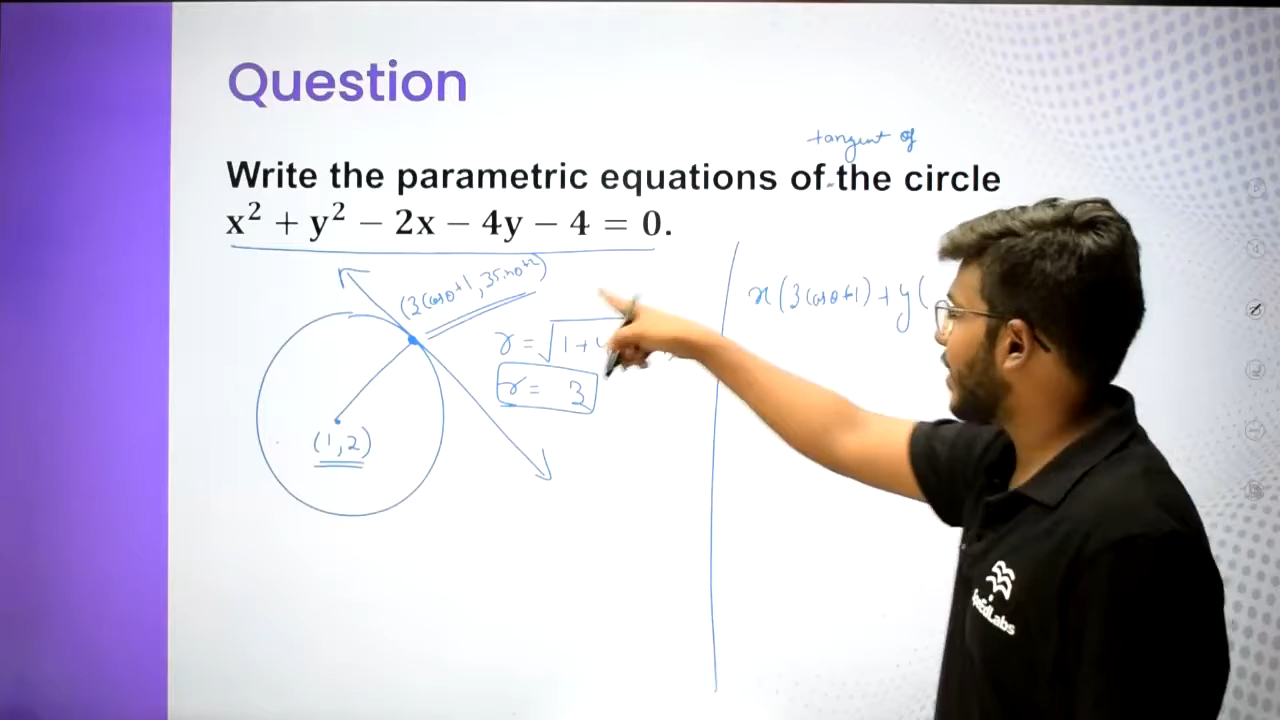 Question
tangent of
Write the parametric equations of the circle
x² + y² − 2x − 4y − 4 = 0.
(3cosθ+1, 3sinθ+2)
r = √1+4
r = 3
(1,2)
x(3cosθ+1)+y(
EdLabs